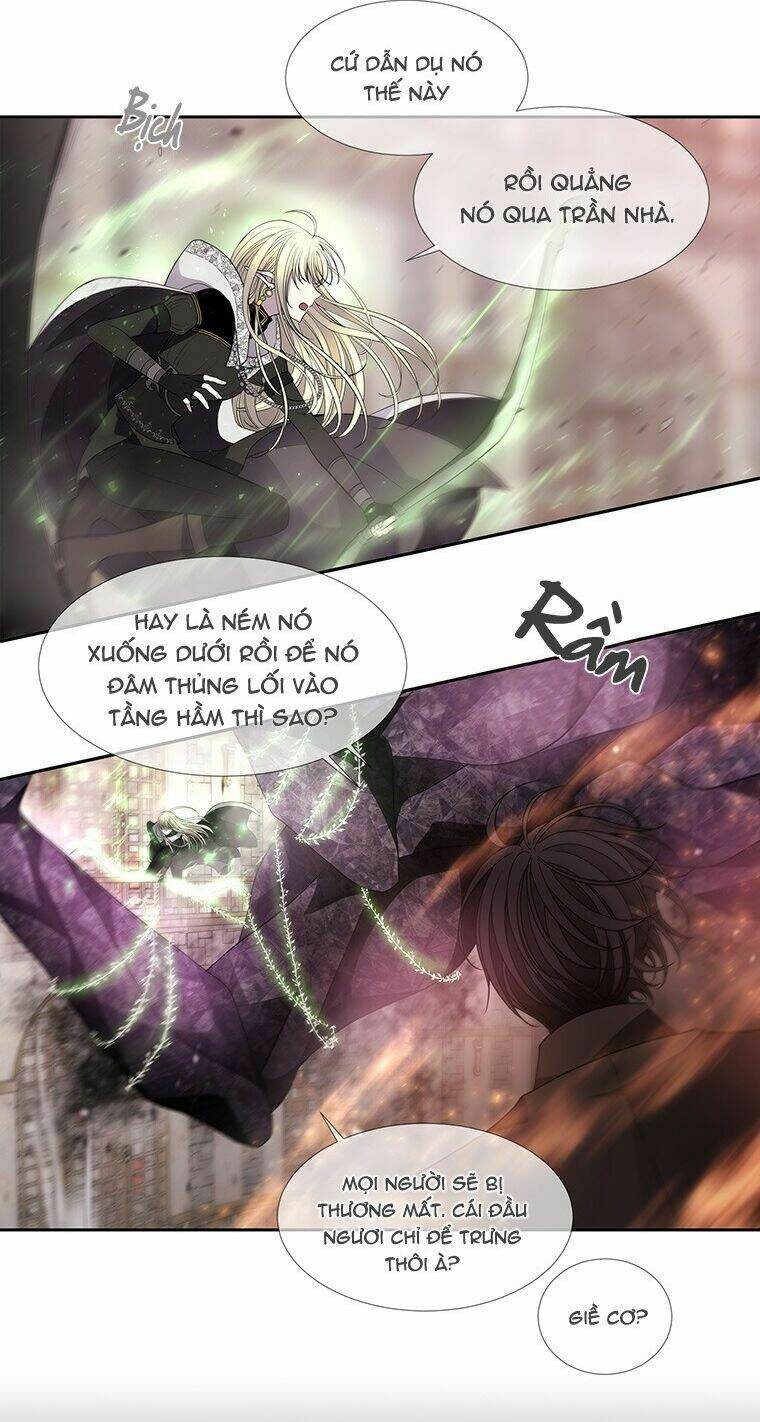 CỨ DẪN DỤ NÓ
THẾ NÀY
Bịch
RỒI QUẲNG
NÓ QUA TRẦN NHÀ.
HAY LÀ NÉM NÓ
XUỐNG DƯỚI RỒI ĐỂ NÓ
ĐÂM THỦNG LỐI VÀO
TẦNG HẦM THÌ SAO?
Rầm
MỌI NGƯỜI SẼ BỊ
THƯƠNG MẤT. CÁI ĐẦU
NGƯƠI CHỈ ĐỂ TRƯNG
THÔI À?
GIỀ CƠ?